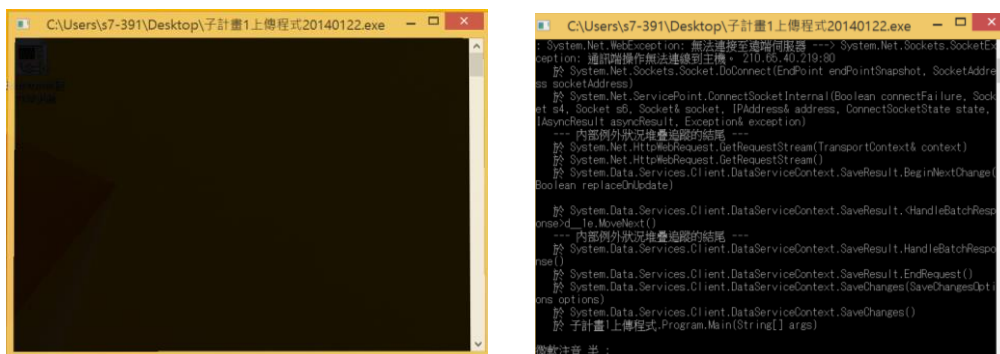 C:\Users\s7-391\Desktop\子計畫1上傳程式20140122.exe
C:\Users\s7-391\Desktop\子計畫1上傳程式20140122.exe
: System.Net.WebException: 無法連接至遠端伺服器 ---> System.Net.Sockets.SocketEx
ception: 通訊端操作無法連線到主機。 210.65.40.219:80
於 System.Net.Sockets.Socket.DoConnect(EndPoint endPointSnapshot, SocketAddre
ss socketAddress)
於 System.Net.ServicePoint.ConnectSocketInternal(Boolean connectFailure, Sock
et s4, Socket s6, Socket& socket, IPAddress& address, ConnectSocketState state,
IAsyncResult asyncResult, Exception& exception)
--- 內部例外狀況堆疊追蹤的結尾 ---
於 System.Net.HttpWebRequest.GetRequestStream(TransportContext& context)
於 System.Net.HttpWebRequest.GetRequestStream()
於 System.Data.Services.Client.DataServiceContext.SaveResult.BeginNextChange(
Boolean replaceOnUpdate)
於 System.Data.Services.Client.DataServiceContext.SaveResult.<HandleBatchResp
onse>d__1e.MoveNext()
--- 內部例外狀況堆疊追蹤的結尾 ---
於 System.Data.Services.Client.DataServiceContext.SaveResult.HandleBatchRespo
nse()
於 System.Data.Services.Client.DataServiceContext.SaveResult.EndRequest()
於 System.Data.Services.Client.DataServiceContext.SaveChanges(SaveChangesOpti
ons options)
於 System.Data.Services.Client.DataServiceContext.SaveChanges()
於 子計畫1上傳程式.Program.Main(String[] args)
微軟注音 半 :